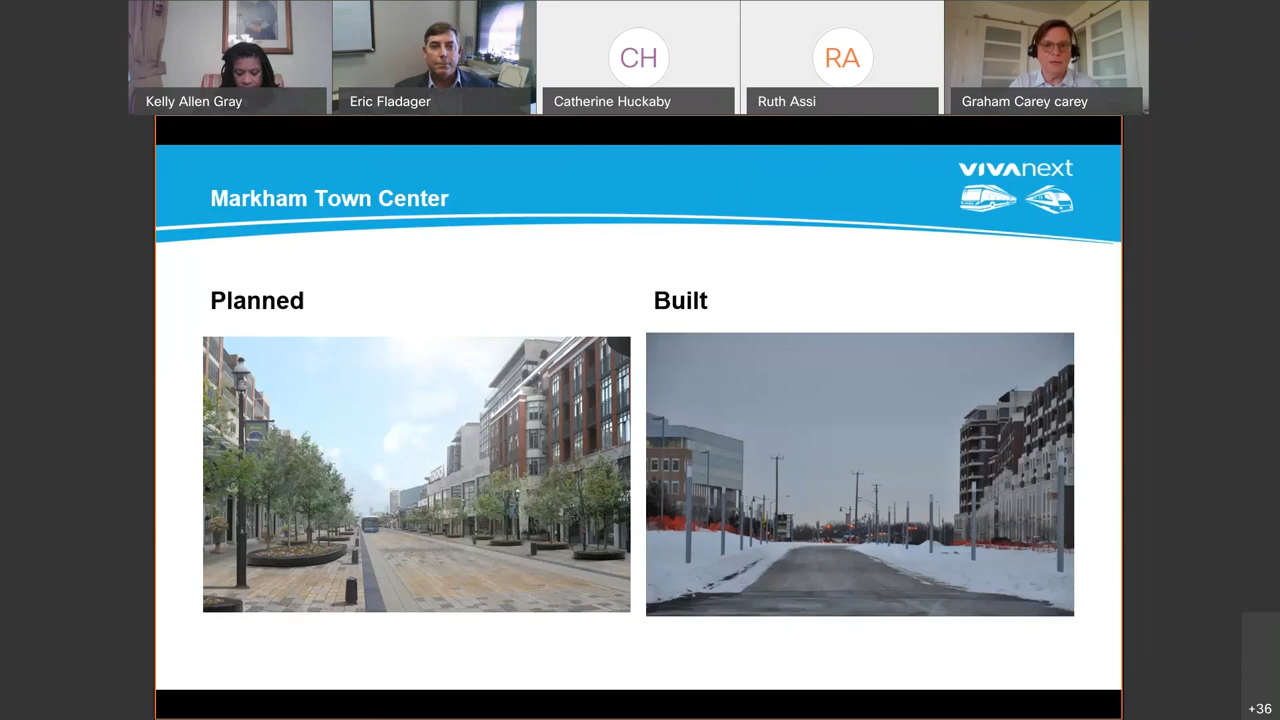 Kelly Allen Gray
Eric Fladager
CH
Catherine Huckaby
RA
Ruth Assi
Graham Carey carey
vivanext
Markham Town Center
Planned
Built
+36